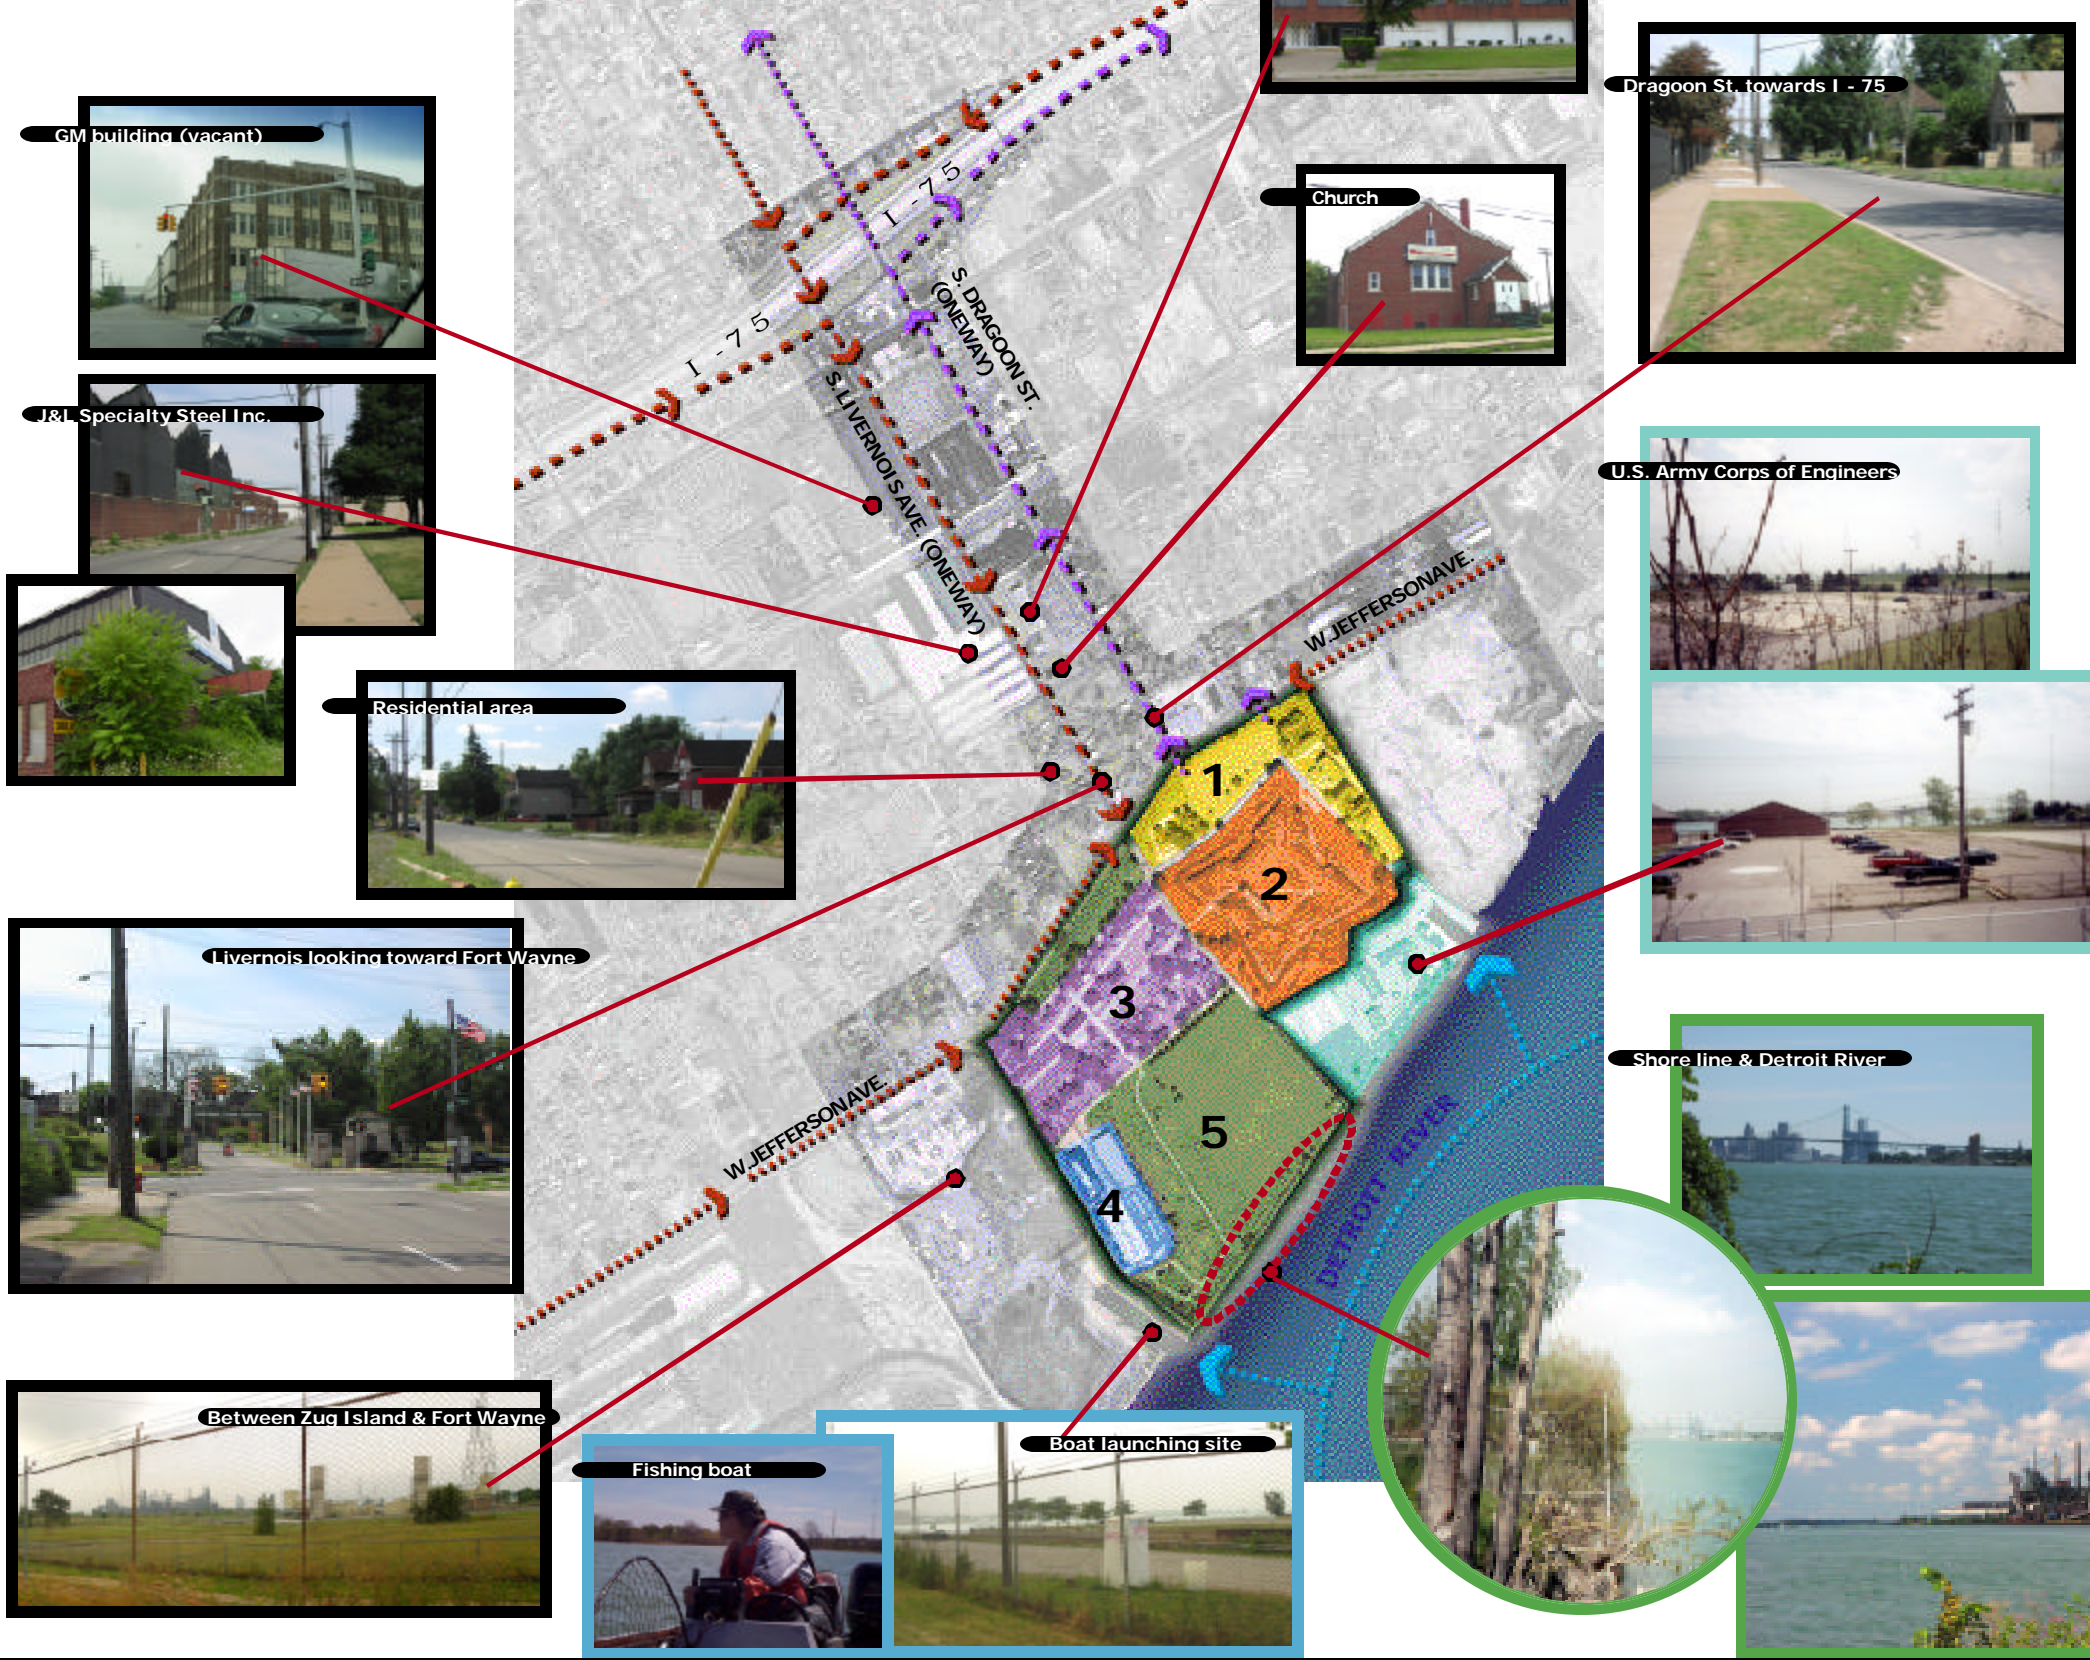 Dragoon St. towards I - 75
GM building (vacant)
I - 75
Church
S. DRAGOON ST.
(ONEWAY)
I - 75
J&L Specialty Steel Inc.
S. LIVERNOIS AVE. (ONEWAY)
U.S. Army Corps of Engineers
W.JEFFERSON AVE.
Residential area
1
2
Livernois looking toward Fort Wayne
3
Shore line & Detroit River
W.JEFFERSON AVE.
5
DETROIT RIVER
4
Between Zug Island & Fort Wayne
Boat launching site
Fishing boat